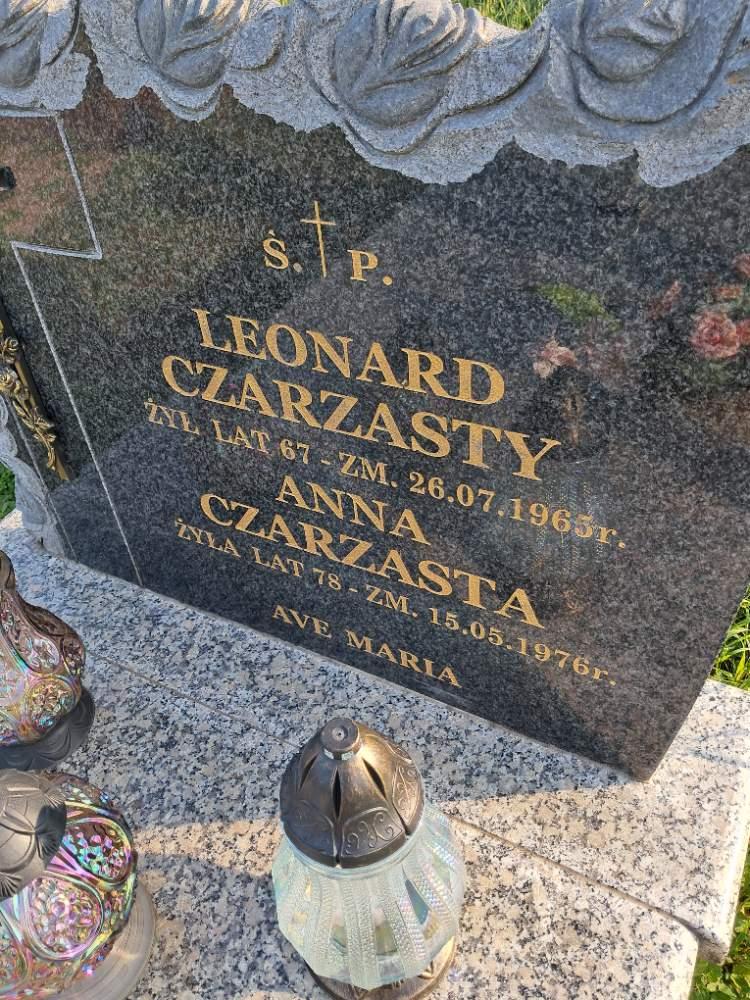 Ś. P.
LEONARD
CZARZASTY
ŻYŁ LAT 67 - ZM. 26.07.1965r.
ANNA
CZARZASTA
ŻYŁA LAT 78 - ZM. 15.05.1976r.
AVE MARIA